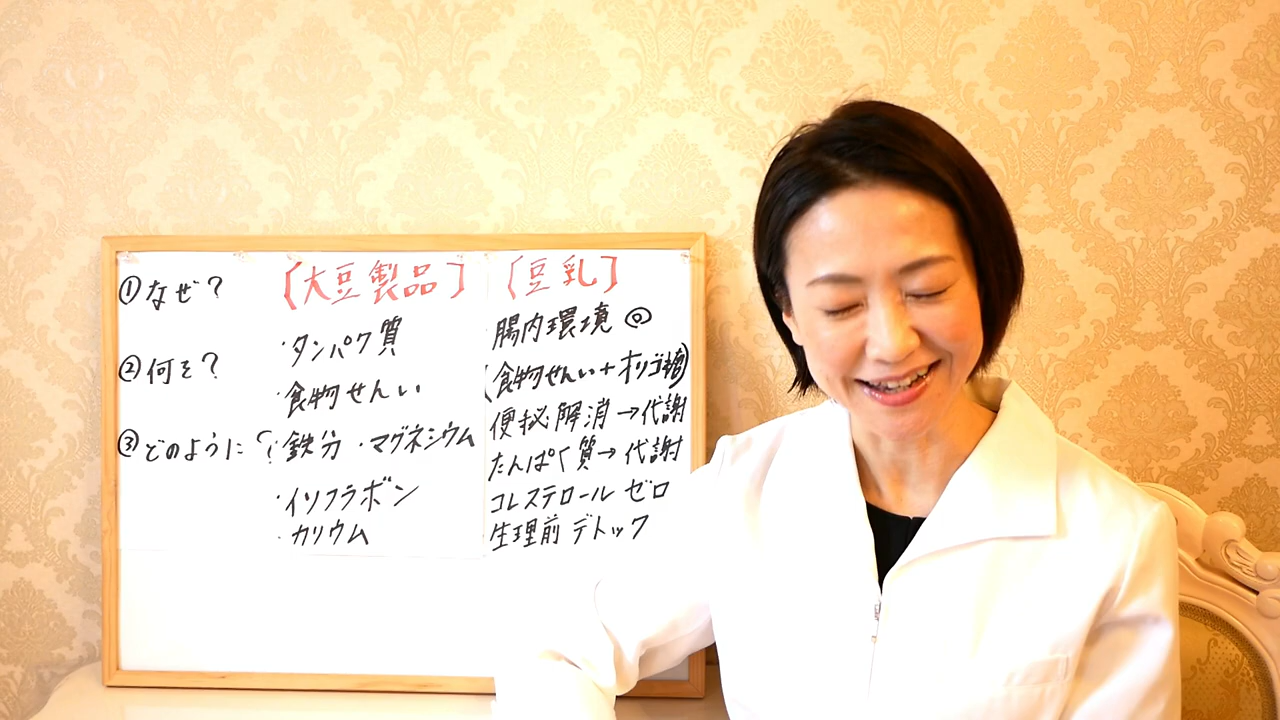 ①なぜ?
②何を?
③どのように?
【大豆製品】
・タンパク質
・食物せんい
・鉄分・マグネシウム
・イソフラボン
・カリウム
【豆乳】
・腸内環境◎
(食物せんい+オリゴ糖)
便秘解消→代謝
たんぱく質→代謝
コレステロールゼロ
生理前デトック